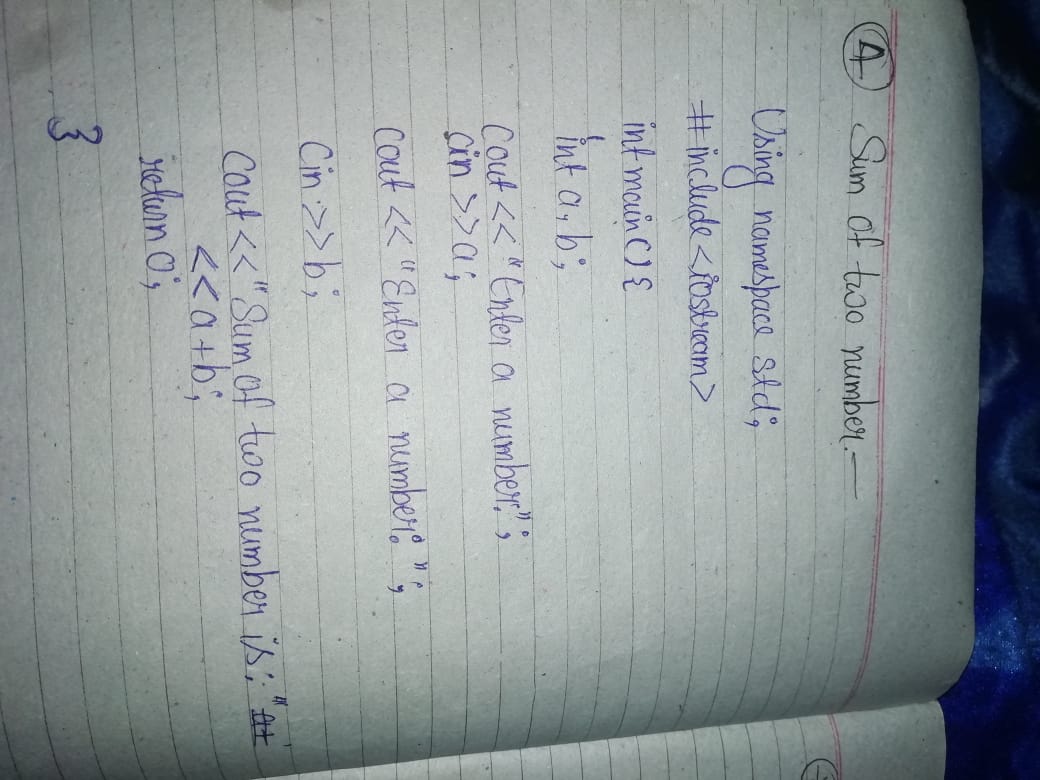 ④ Sum of two number.—
Using namespace std;
#include<iostream>
int main(){
int a, b;
Cout<<"Enter a number:";
Cin>>a;
Cout<<"Enter a number:";
Cin>>b;
Cout<<"Sum of two number is:"
<<a+b;
return 0;
}